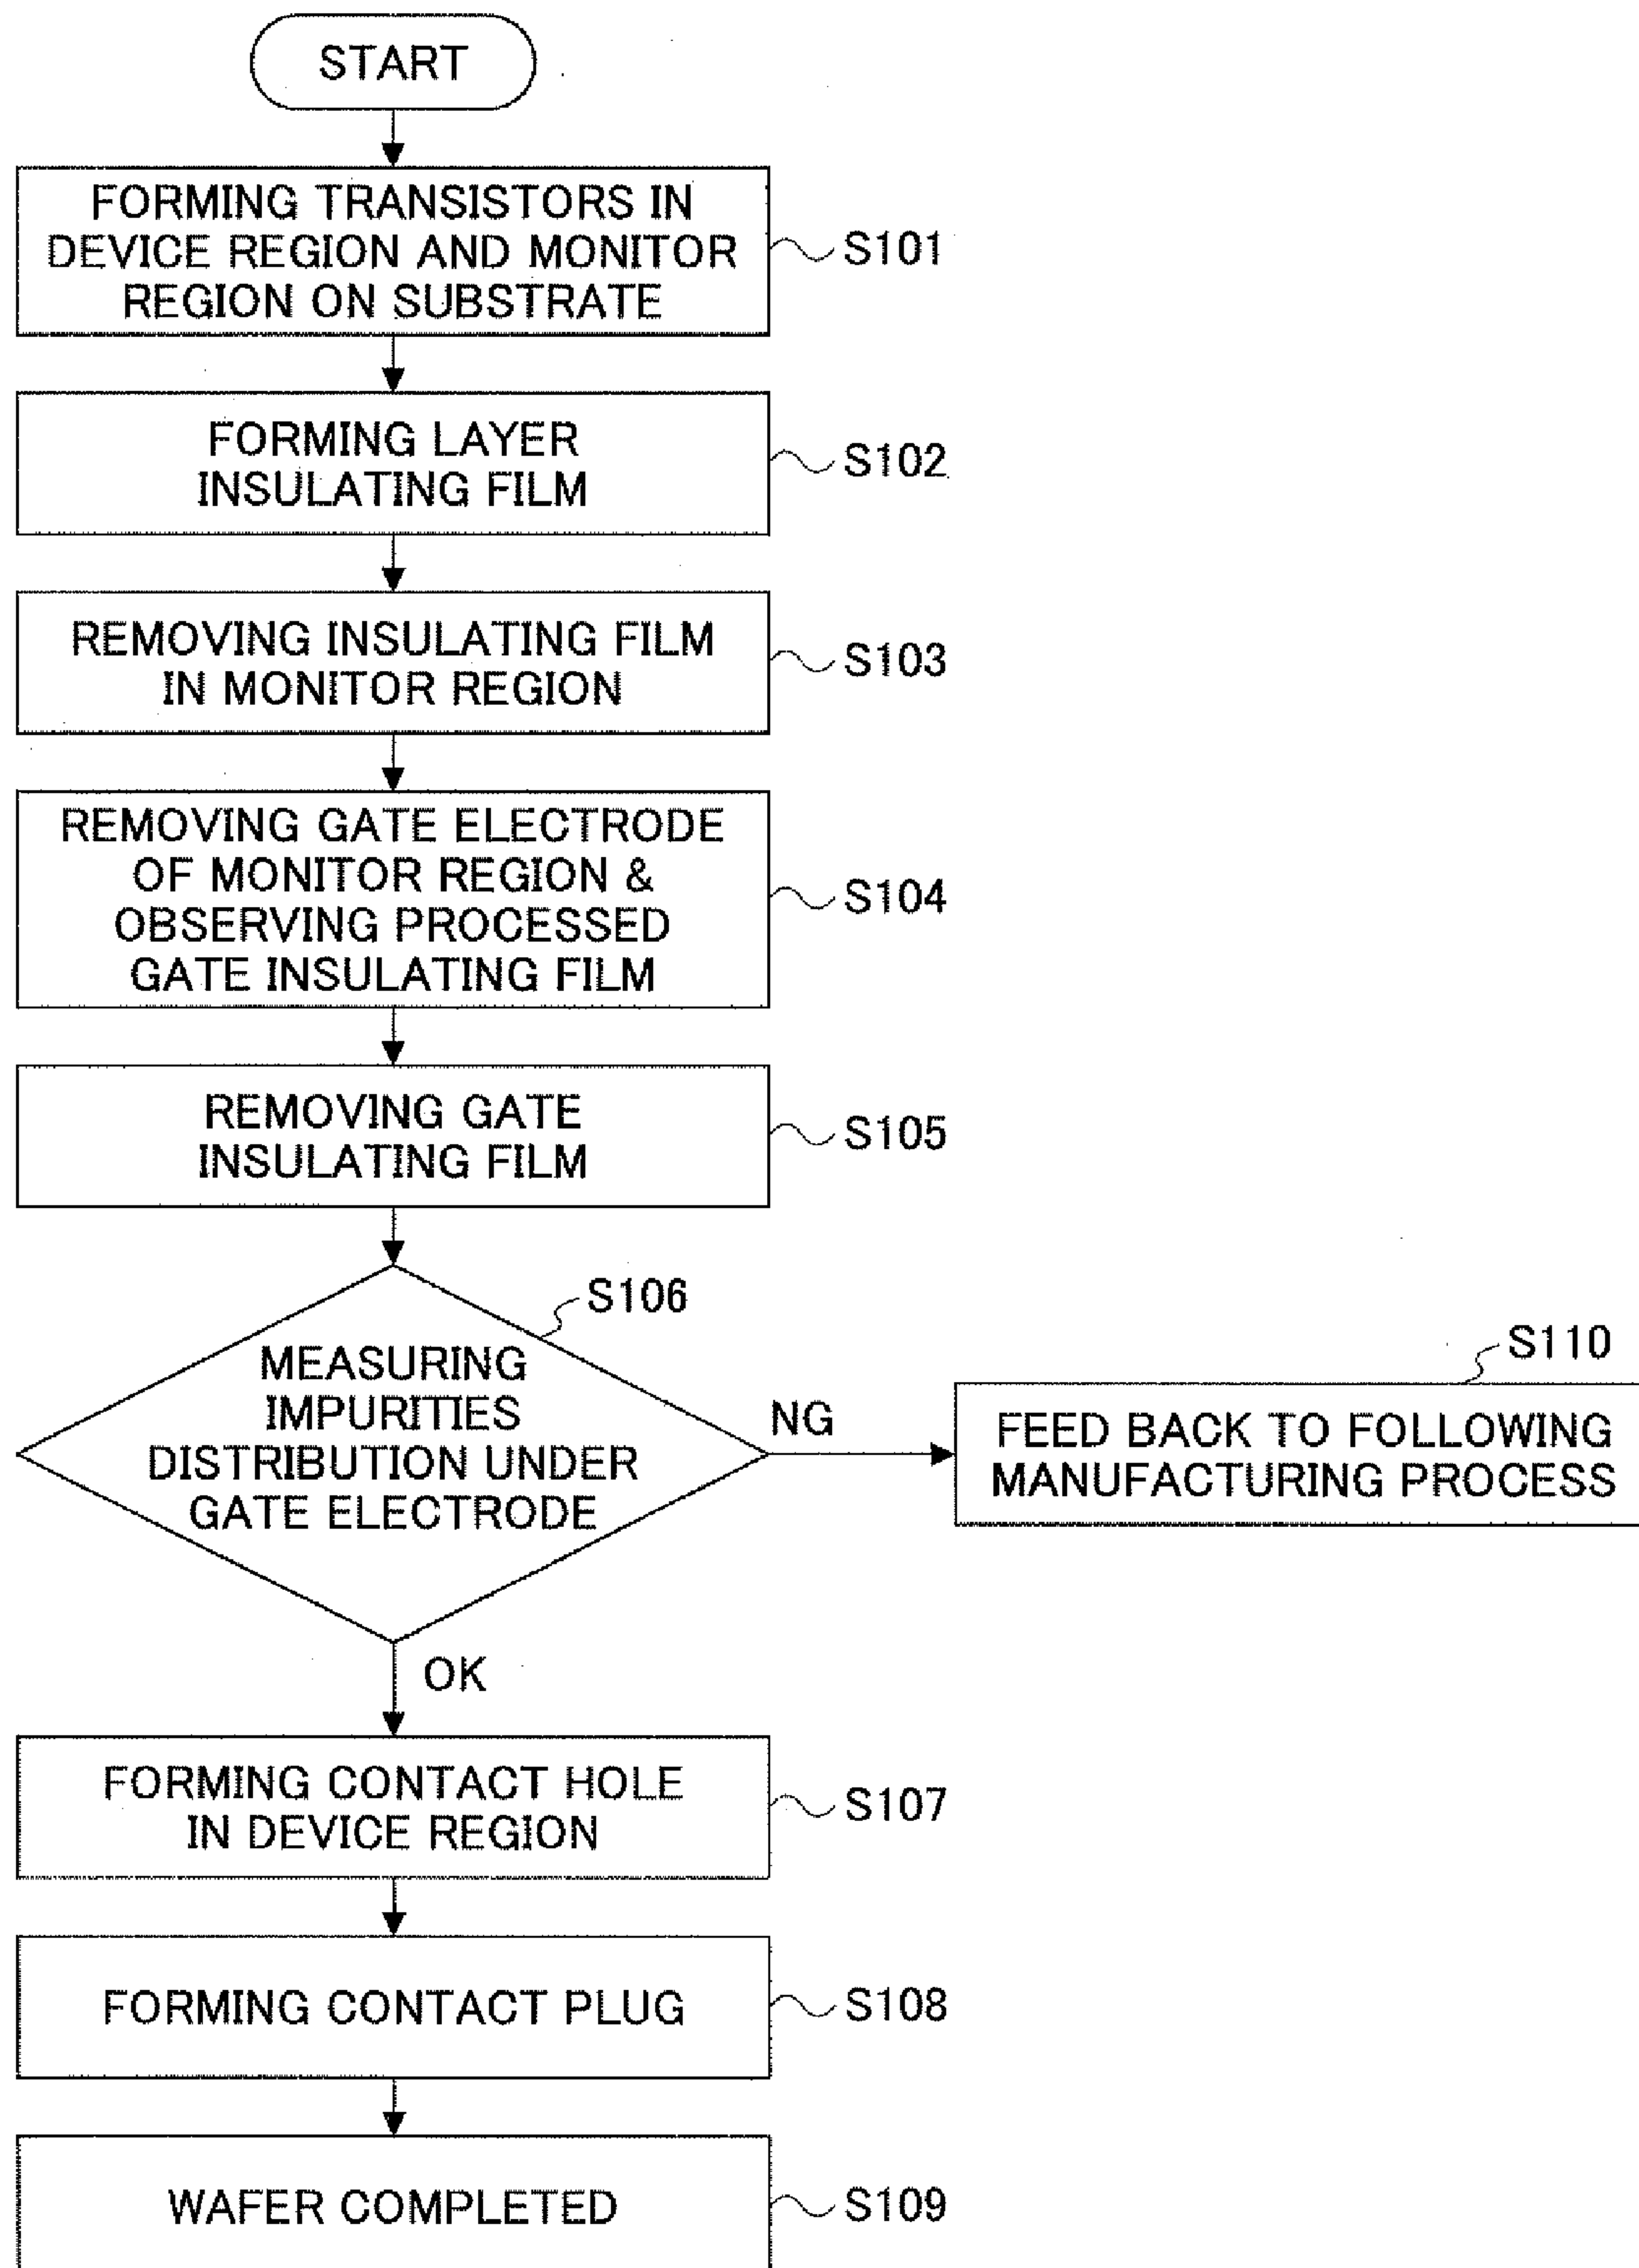 START
FORMING TRANSISTORS IN
DEVICE REGION AND MONITOR
REGION ON SUBSTRATE
S101
FORMING LAYER
INSULATING FILM
S102
REMOVING INSULATING FILM
IN MONITOR REGION
S103
REMOVING GATE ELECTRODE
OF MONITOR REGION &
OBSERVING PROCESSED
GATE INSULATING FILM
S104
REMOVING GATE
INSULATING FILM
S105
S106
MEASURING
IMPURITIES
DISTRIBUTION UNDER
GATE ELECTRODE
NG
S110
FEED BACK TO FOLLOWING
MANUFACTURING PROCESS
OK
FORMING CONTACT HOLE
IN DEVICE REGION
S107
FORMING CONTACT PLUG
S108
WAFER COMPLETED
S109